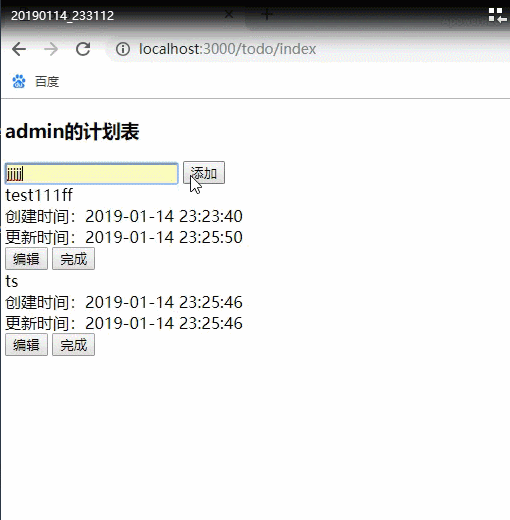 20190114_233112
localhost:3000/todo/index
百度
admin的计划表
jjjjj
添加
test111ff
创建时间：2019-01-14 23:23:40
更新时间：2019-01-14 23:25:50
编辑 完成
ts
创建时间：2019-01-14 23:25:46
更新时间：2019-01-14 23:25:46
编辑 完成